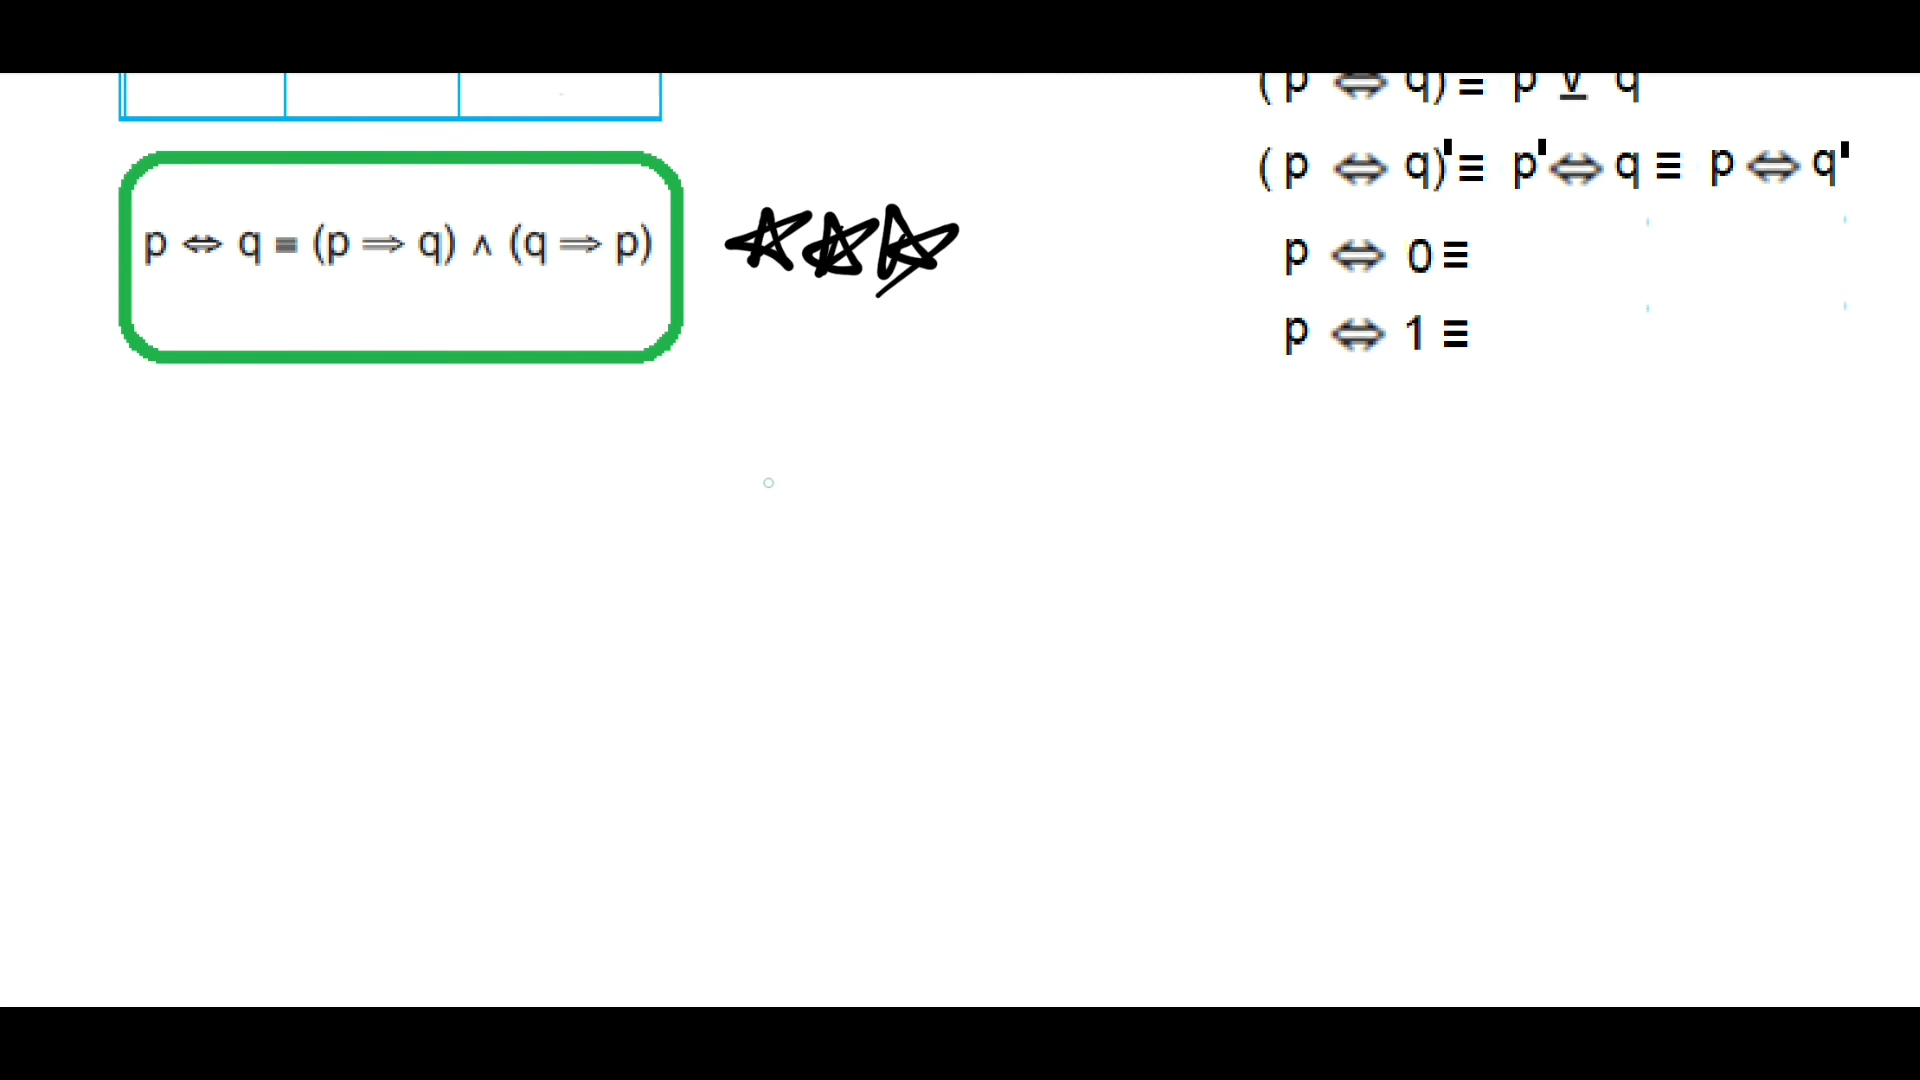 p ⇔ q ≡ (p ⇒ q) ∧ (q ⇒ p)
(p ⇔ q) ≡ p ⊻ q
(p ⇔ q)' ≡ p' ⇔ q ≡ p ⇔ q'
p ⇔ 0 ≡
p ⇔ 1 ≡